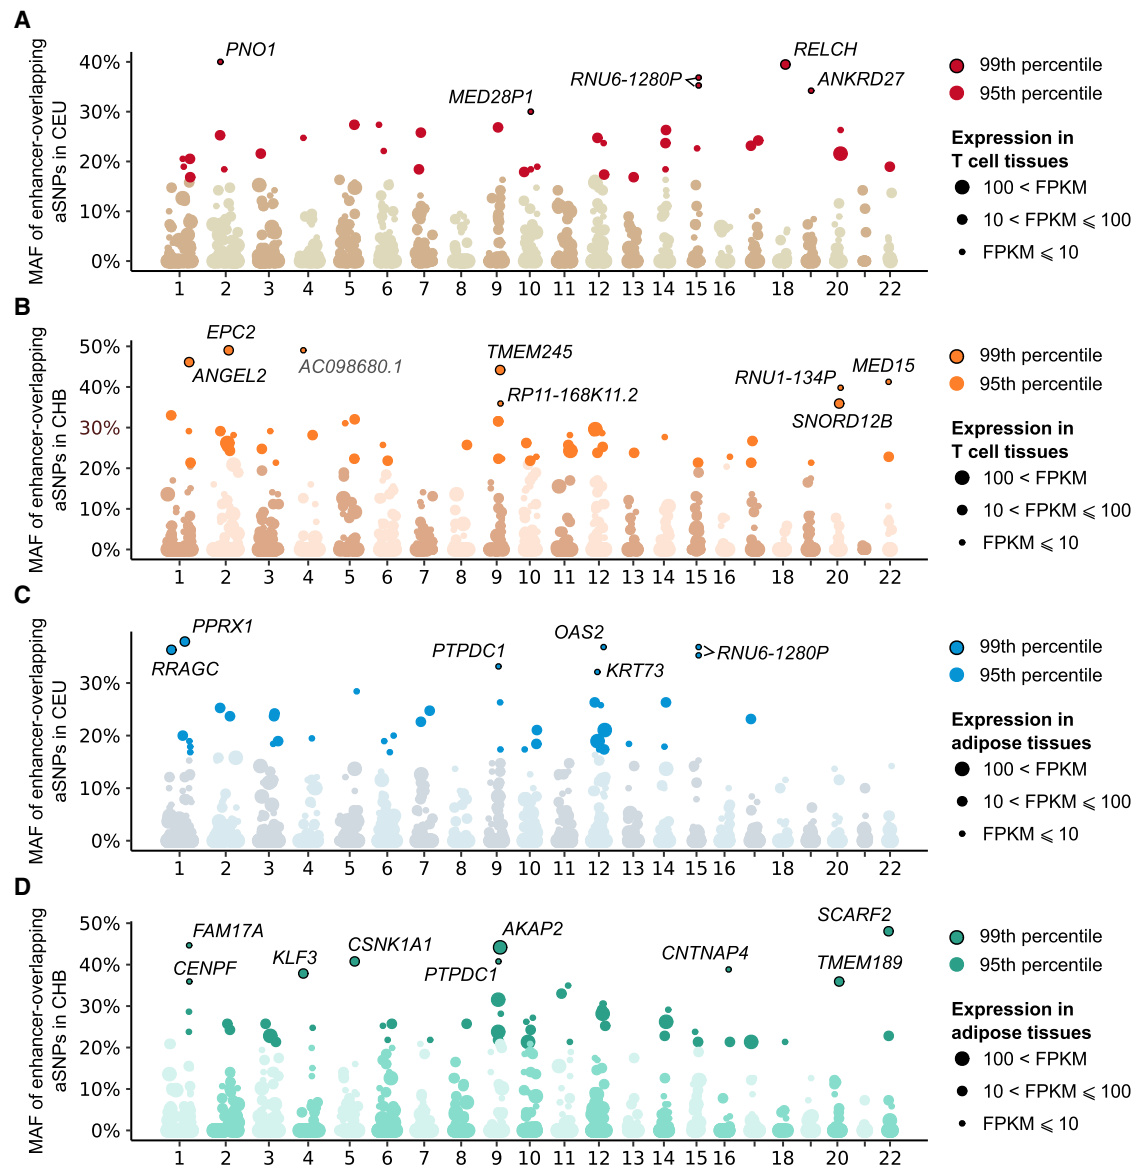 A
MAF of enhancer-overlapping
aSNPs in CEU
40%
30%
20%
10%
0%
PNO1
MED28P1
RNU6-1280P
RELCH
ANKRD27
1 2 3 4 5 6 7 8 9 10 11 12 13 14 15 16 18 20 22
99th percentile
95th percentile
Expression in
T cell tissues
100 < FPKM
10 < FPKM ⩽ 100
FPKM ⩽ 10
B
MAF of enhancer-overlapping
aSNPs in CHB
50%
40%
30%
20%
10%
0%
EPC2
ANGEL2
AC098680.1
TMEM245
RP11-168K11.2
RNU1-134P
MED15
SNORD12B
1 2 3 4 5 6 7 8 9 10 11 12 13 14 15 16 18 20 22
99th percentile
95th percentile
Expression in
T cell tissues
100 < FPKM
10 < FPKM ⩽ 100
FPKM ⩽ 10
C
MAF of enhancer-overlapping
aSNPs in CEU
30%
20%
10%
0%
PPRX1
RRAGC
PTPDC1
OAS2
KRT73
RNU6-1280P
1 2 3 4 5 6 7 8 9 10 11 12 13 14 15 16 18 20 22
99th percentile
95th percentile
Expression in
adipose tissues
100 < FPKM
10 < FPKM ⩽ 100
FPKM ⩽ 10
D
MAF of enhancer-overlapping
aSNPs in CHB
50%
40%
30%
20%
10%
0%
FAM17A
CENPF
KLF3
CSNK1A1
AKAP2
PTPDC1
CNTNAP4
SCARF2
TMEM189
1 2 3 4 5 6 7 8 9 10 11 12 13 14 15 16 18 20 22
99th percentile
95th percentile
Expression in
adipose tissues
100 < FPKM
10 < FPKM ⩽ 100
FPKM ⩽ 10